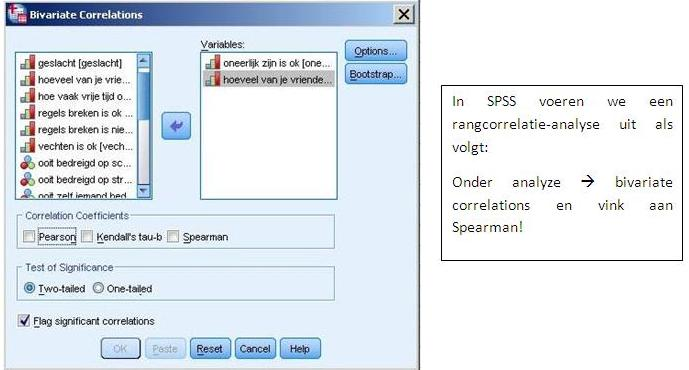 Bivariate Correlations
Variables:
geslacht [geslacht]
hoeveel van je vrie...
hoe vaak vrije tijd o...
regels breken is ok ...
regels breken is nie...
vechten is ok [vech...
ooit bedreigd op sc...
ooit bedreigd op str...
ooit zelf iemand bed...
oneerlijk zijn is ok [one...
hoeveel van je vriende...
Options...
Bootstrap...
Correlation Coefficients
Pearson Kendall's tau-b Spearman
Test of Significance
Two-tailed One-tailed
Flag significant correlations
OK Paste Reset Cancel Help
In SPSS voeren we een
rangcorrelatie-analyse uit als
volgt:
Onder analyze → bivariate
correlations en vink aan
Spearman!